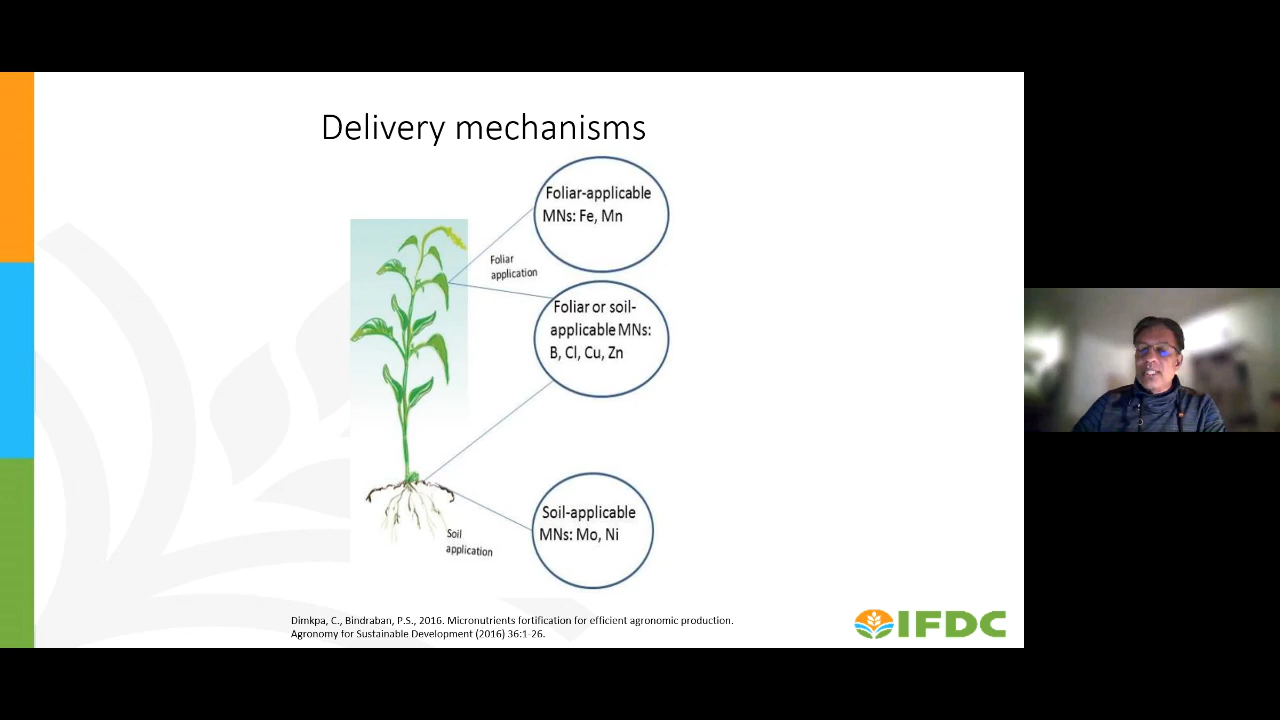 Delivery mechanisms
Foliar-applicable
MNs: Fe, Mn
Foliar
application
Foliar or soil-
applicable MNs:
B, Cl, Cu, Zn
Soil-applicable
MNs: Mo, Ni
Soil
application
Dimkpa, C., Bindraban, P.S., 2016. Micronutrients fortification for efficient agronomic production.
Agronomy for Sustainable Development (2016) 36:1-26.
IFDC